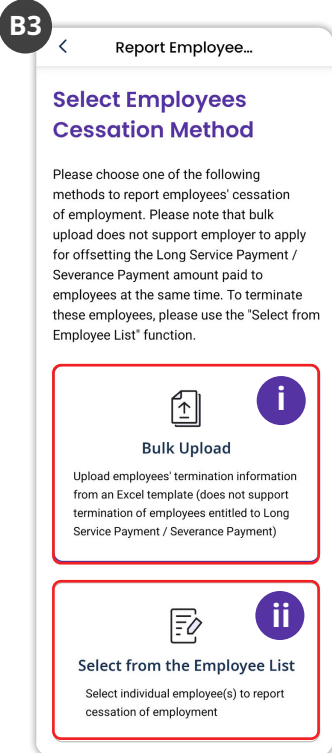 B3
Report Employee...
Select Employees
Cessation Method
Please choose one of the following
methods to report employees' cessation
of employment. Please note that bulk
upload does not support employer to apply
for offsetting the Long Service Payment /
Severance Payment amount paid to
employees at the same time. To terminate
these employees, please use the "Select from
Employee List" function.
i
Bulk Upload
Upload employees' termination information
from an Excel template (does not support
termination of employees entitled to Long
Service Payment / Severance Payment)
ii
Select from the Employee List
Select individual employee(s) to report
cessation of employment